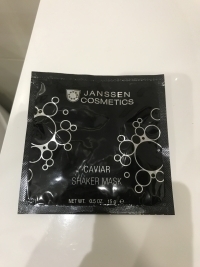 JANSSEN
COSMETICS
CAVIAR
SHAKER MASK
NET WT. 0.5 OZ. 15 g